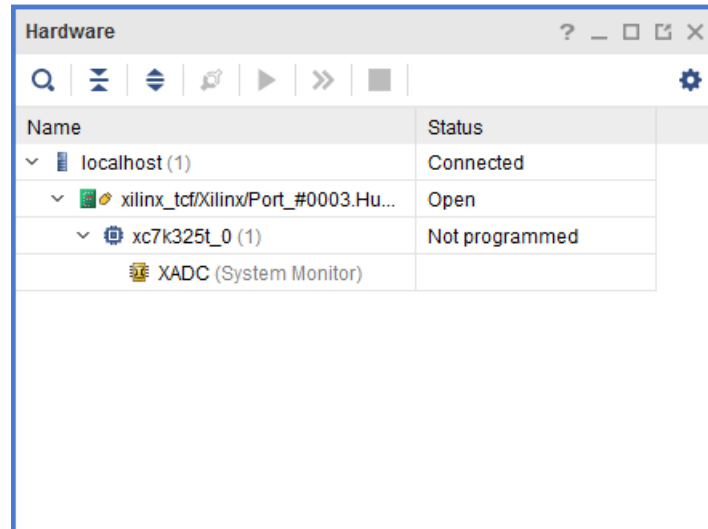 Hardware
Name Status
localhost (1) Connected
xilinx_tcf/Xilinx/Port_#0003.Hu... Open
xc7k325t_0 (1) Not programmed
XADC (System Monitor)